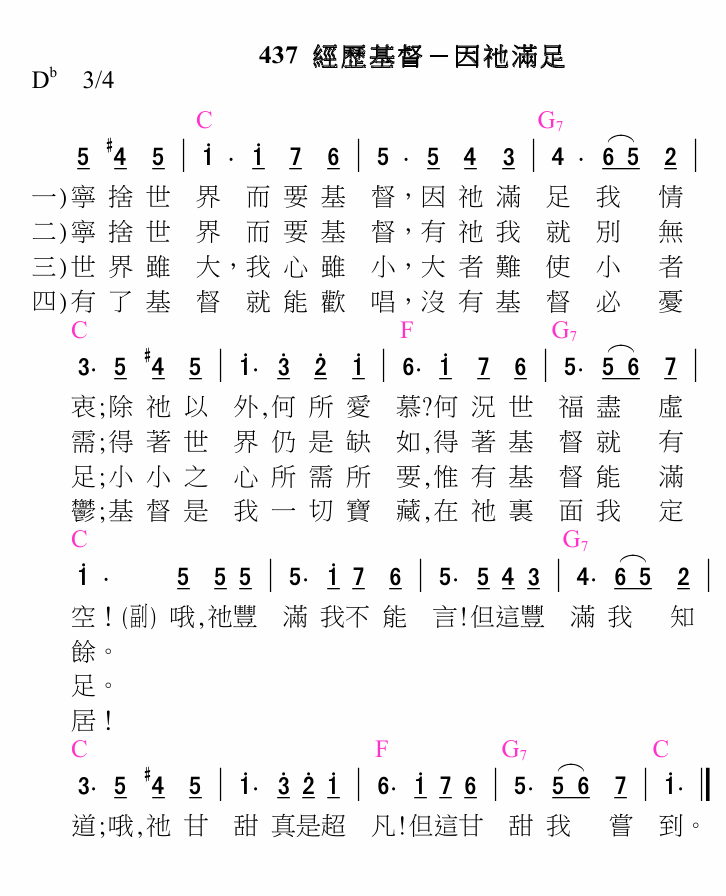 437 經歷基督－因祂滿足
D♭ 3/4
C G7
5 #4 5 | i · i 7 6 | 5 · 5 4 3 | 4 · 6 5 2 |
一)寧捨世界而要基督，因祂滿足我情
二)寧捨世界而要基督，有祂我就別無
三)世界雖大，我心雖小，大者難使小者
四)有了基督就能歡唱，沒有基督必憂
C F G7
3· 5 #4 5 | i· 3̇ 2̇ i | 6· i 7 6 | 5· 5 6 7 |
衷;除祂以外,何所愛慕?何況世福盡虛
需;得著世界仍是缺如,得著基督就有
足;小小之心所需所要,惟有基督能滿
鬱;基督是我一切寶藏,在祂裏面我定
C G7
i · 5 5 5 | 5· i 7 6 | 5· 5 4 3 | 4· 6 5 2 |
空！(副)哦,祂豐滿我不能言!但這豐滿我知
餘。
足。
居！
C F G7 C
3· 5 #4 5 | i· 3̇ 2̇ i | 6· i 7 6 | 5· 5 6 7 | i· ‖
道;哦,祂甘甜真是超凡!但這甘甜我嘗到。